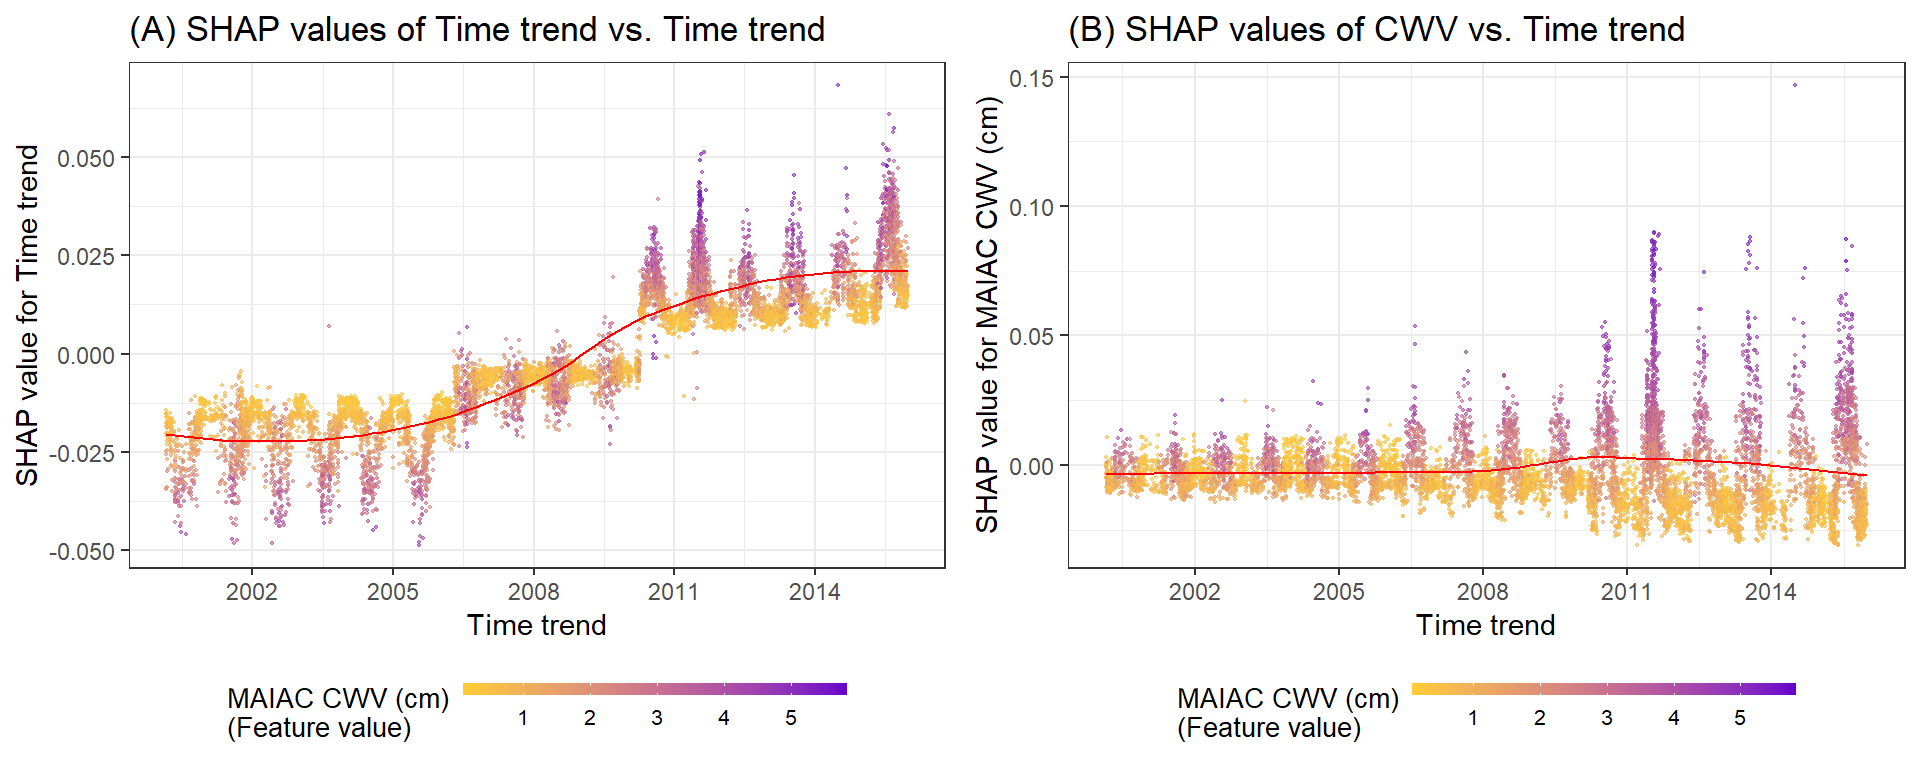 (A) SHAP values of Time trend vs. Time trend
SHAP value for Time trend
0.050
0.025
0.000
-0.025
-0.050
2002 2005 2008 2011 2014
Time trend
MAIAC CWV (cm)
(Feature value)
1 2 3 4 5
(B) SHAP values of CWV vs. Time trend
SHAP value for MAIAC CWV (cm)
0.15
0.10
0.05
0.00
2002 2005 2008 2011 2014
Time trend
MAIAC CWV (cm)
(Feature value)
1 2 3 4 5